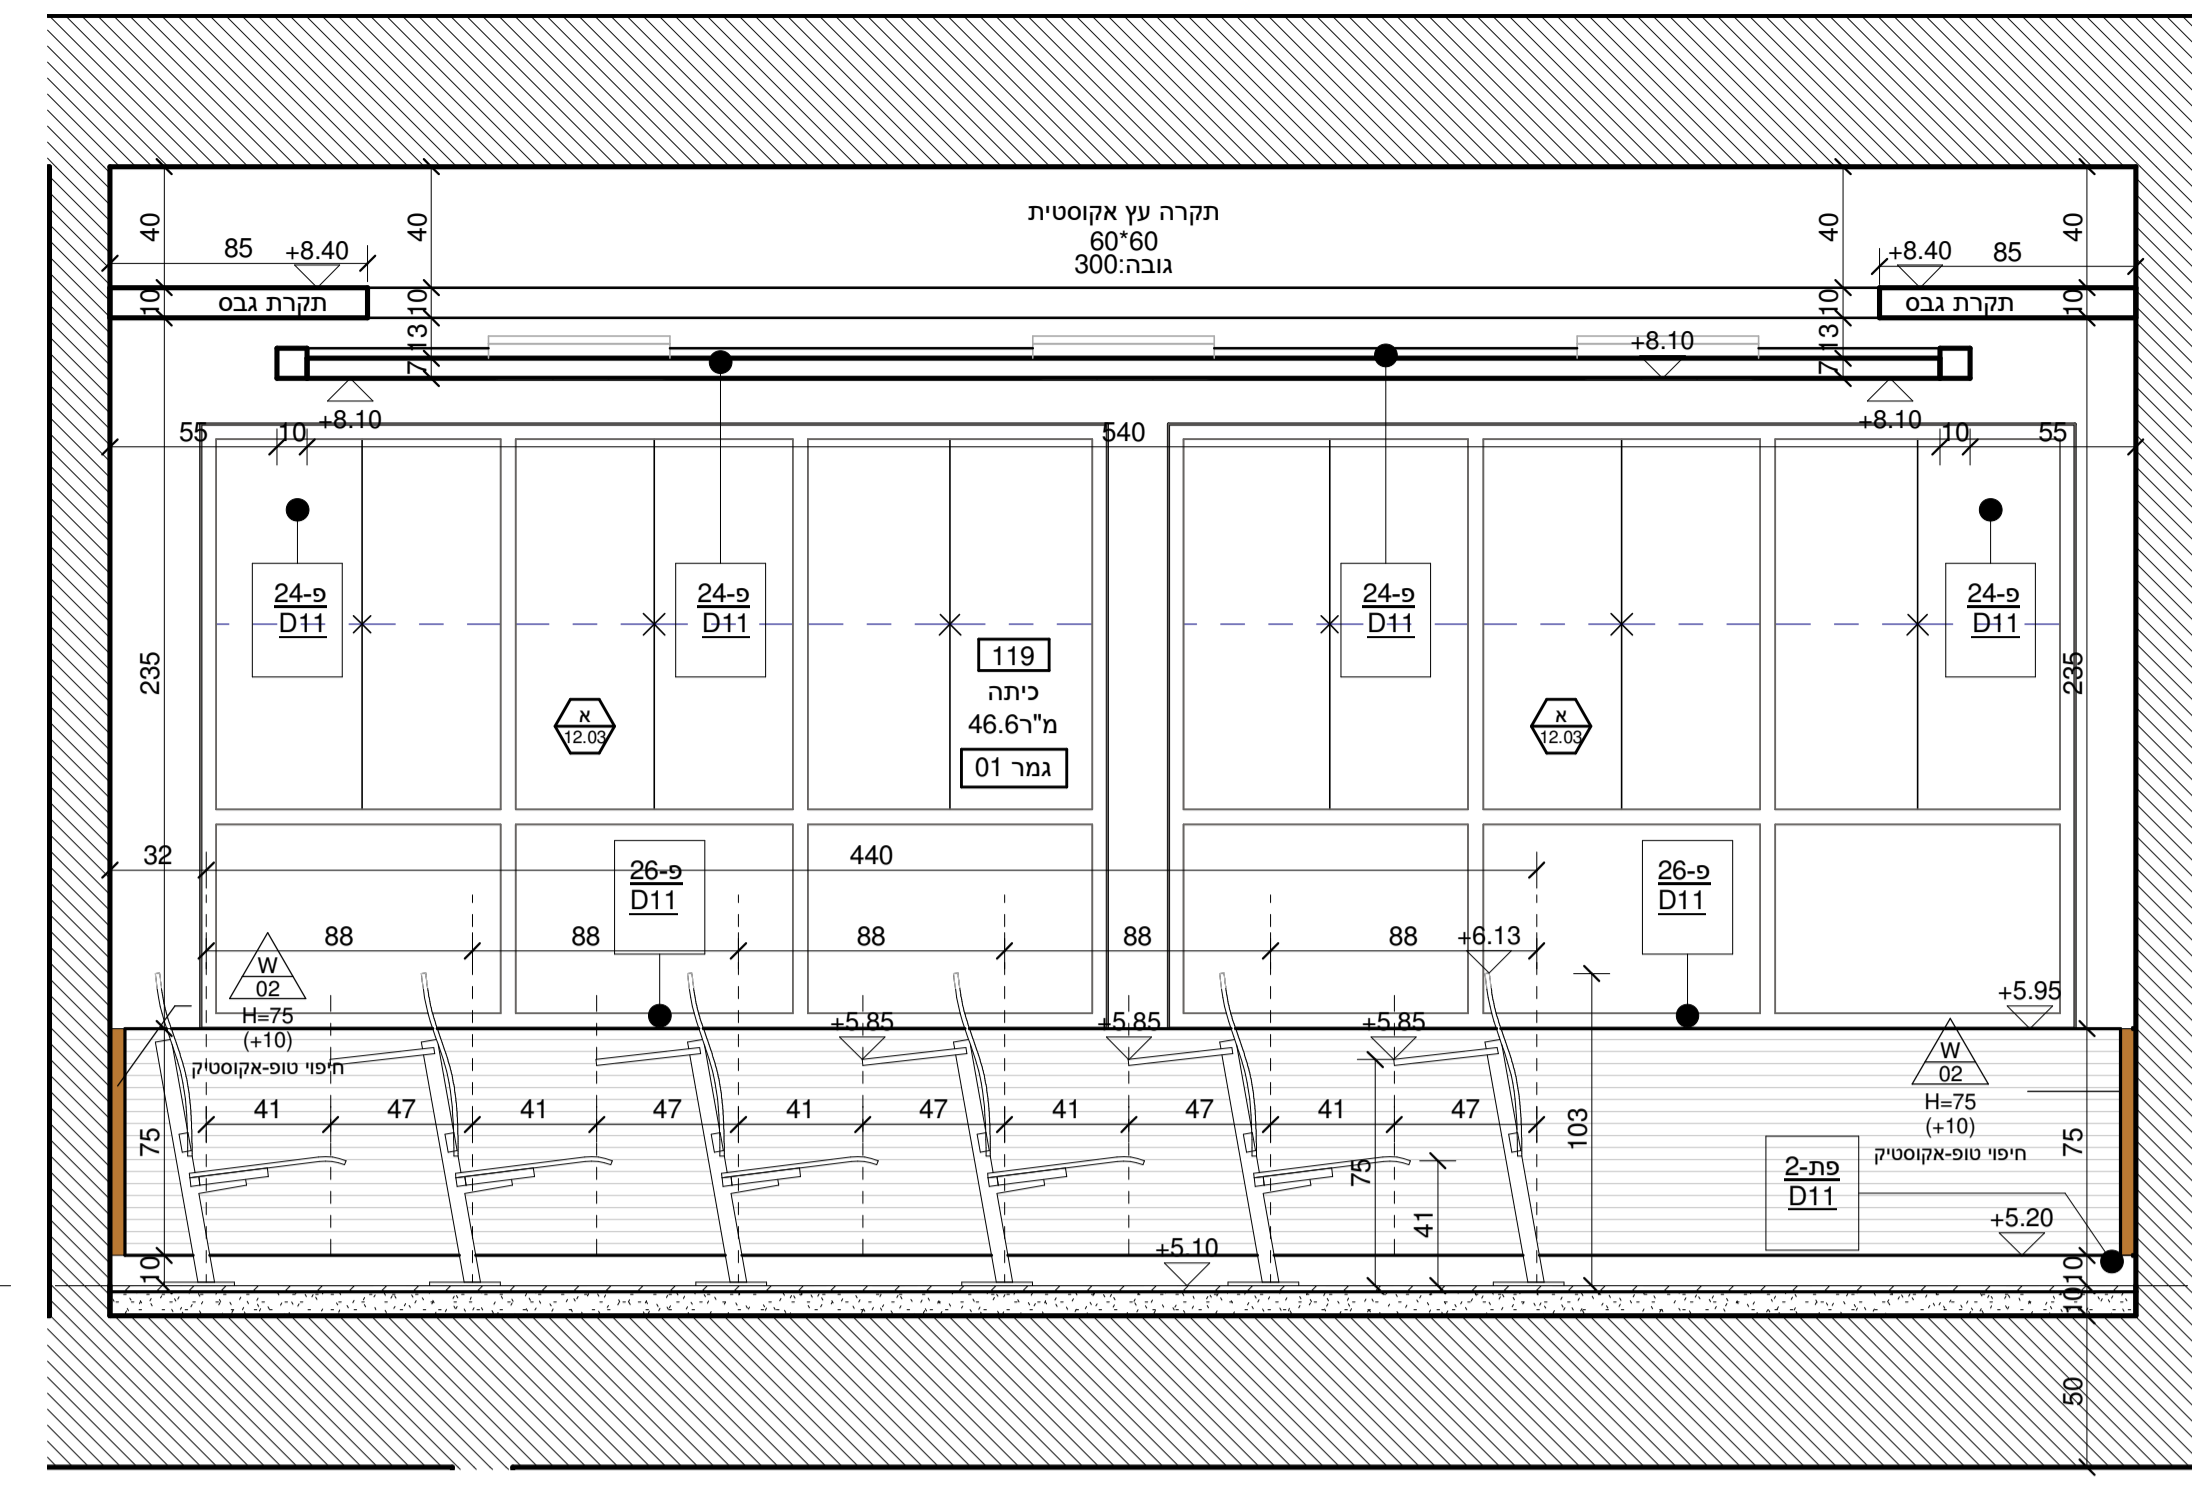 תקרה עץ אקוסטית
60*60
גובה:300
40
40
40
40
85
+8.40
+8.40
85
10
תקרת גבס
10
10
תקרת גבס
10
13
13
7
7
+8.10
+8.10
+8.10
55
10
540
10
55
פ-24
D11
פ-24
D11
פ-24
D11
פ-24
D11
119
כיתה
46.6מ"ר
גמר 01
א
12.03
א
12.03
235
235
32
440
פ-26
D11
פ-26
D11
88
88
88
88
88
+6.13
+5.95
W
02
H=75
(+10)
חיפוי טופ-אקוסטיק
+5.85
+5.85
+5.85
W
02
H=75
(+10)
חיפוי טופ-אקוסטיק
41
47
41
47
41
47
41
47
41
47
75
75
41
103
75
פת-2
D11
+5.20
+5.10
10
10
10
50